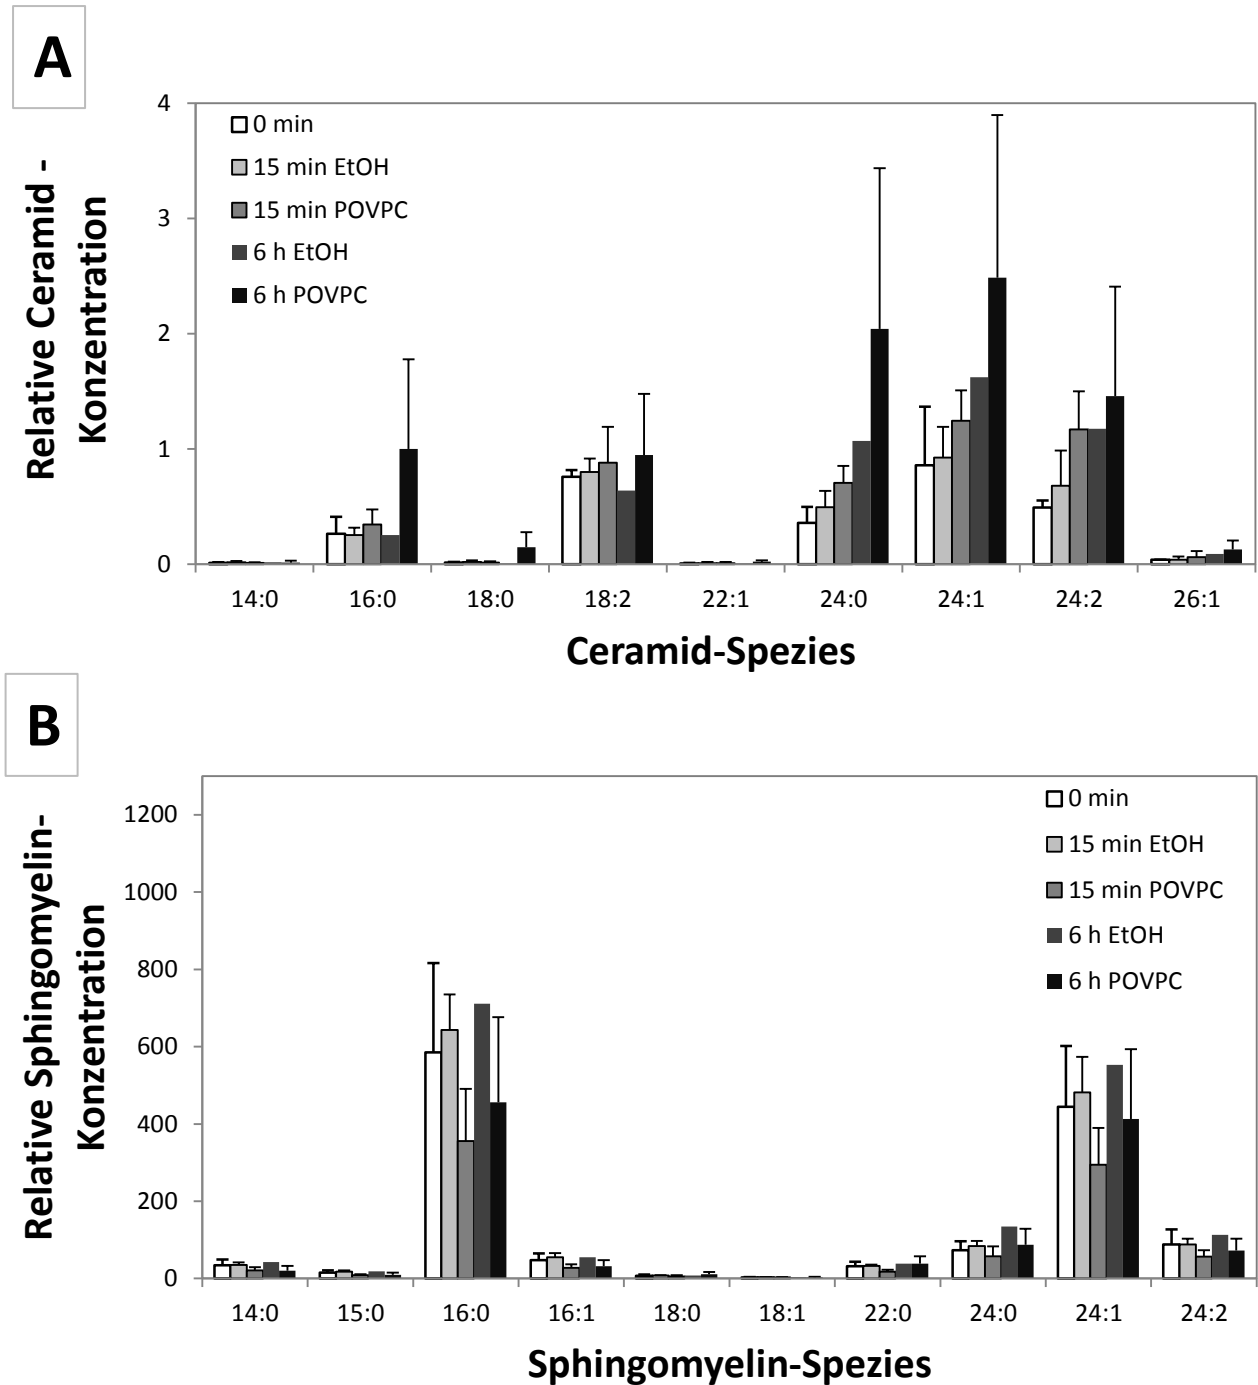 A
Relative Ceramid -
Konzentration
4
3
2
1
0
0 min
15 min EtOH
15 min POVPC
6 h EtOH
6 h POVPC
14:0 16:0 18:0 18:2 22:1 24:0 24:1 24:2 26:1
Ceramid-Spezies
B
Relative Sphingomyelin-
Konzentration
1200
1000
800
600
400
200
0
0 min
15 min EtOH
15 min POVPC
6 h EtOH
6 h POVPC
14:0 15:0 16:0 16:1 18:0 18:1 22:0 24:0 24:1 24:2
Sphingomyelin-Spezies